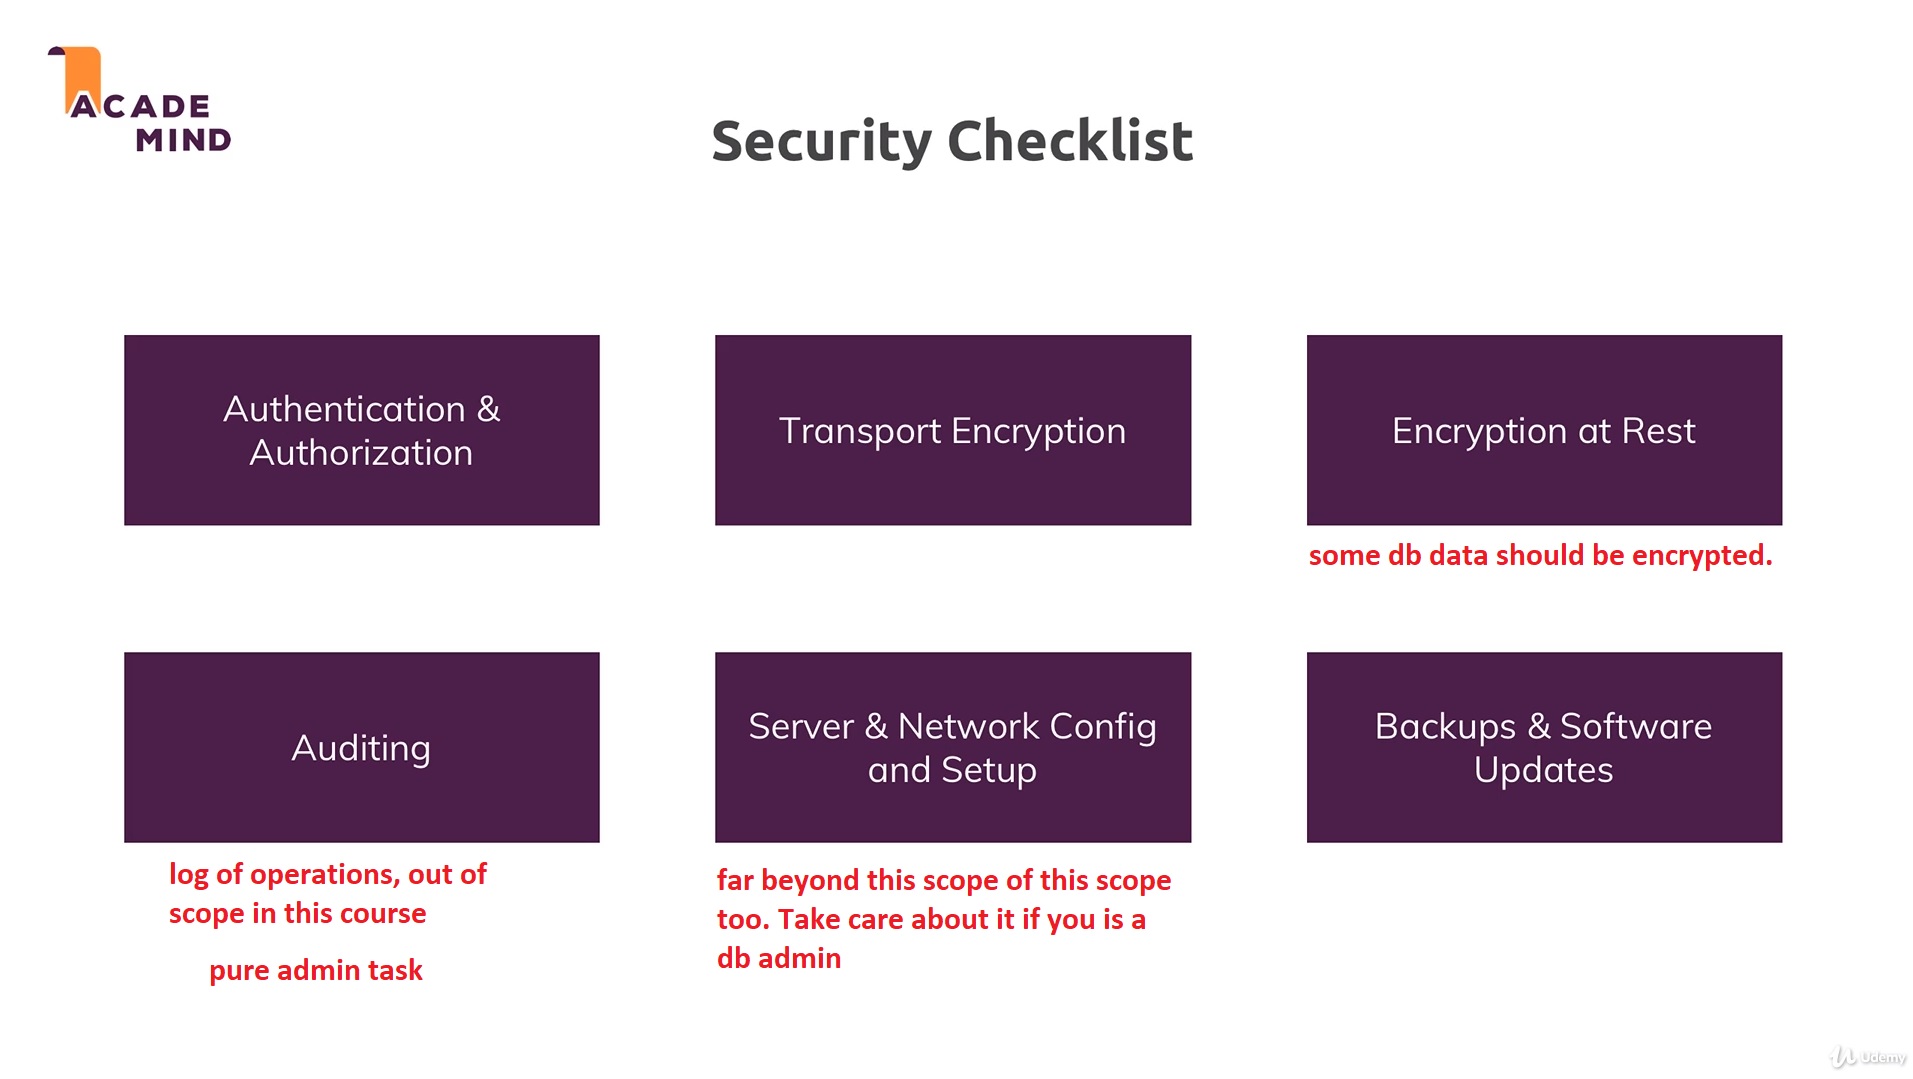 ACADE
MIND
Security Checklist
Authentication &
Authorization
Transport Encryption
Encryption at Rest
some db data should be encrypted.
Auditing
Server & Network Config
and Setup
Backups & Software
Updates
log of operations, out of
scope in this course
pure admin task
far beyond this scope of this scope
too. Take care about it if you is a
db admin
Udemy